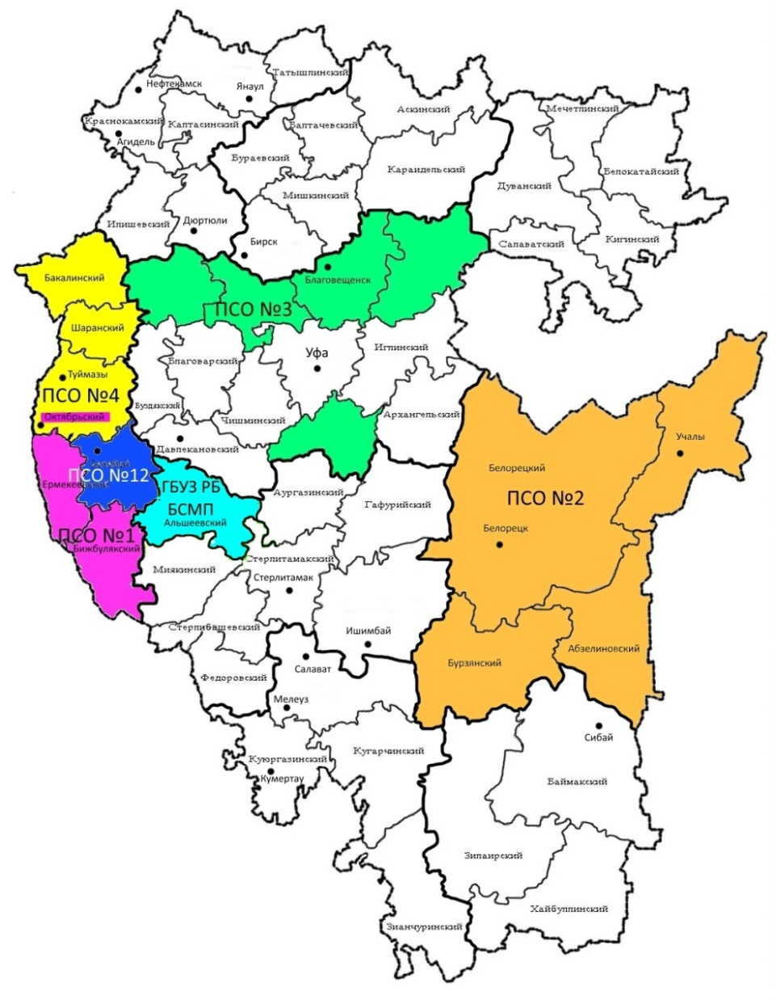 Татышлинский
Нефтекамск
Янаул
Аскинский
Мечетлинский
Краснокамский
Калтасинский
Балтачевский
Агидель
Бураевский
Караидельский
Белокатайский
Дуванский
Мишкинский
Илишевский
Дюртюли
Бирск
Салаватский
Кигинский
Бакалинский
Благовещенск
ПСО №3
Шаранский
Иглинский
Уфа
Благоварский
Туймазы
ПСО №4
Буздякский
Октябрьский
Чишминский
Архангельский
Учалы
Давлекановский
Белорецкий
ПСО №12
Ермекеевский
ГБУЗ РБ
БСМП
Аургазинский
Гафурийский
ПСО №2
Альшеевский
Белорецк
ПСО №1
Бижбулякский
Стерлитамакский
Миякинский
Стерлитамак
Стерлибашевский
Ишимбай
Абзелиновский
Бурзянский
Салават
Федоровский
Мелеуз
Сибай
Кугарчинский
Куюргазинский
Кумертау
Баймакский
Зилаирский
Хайбуллинский
Зианчуринский